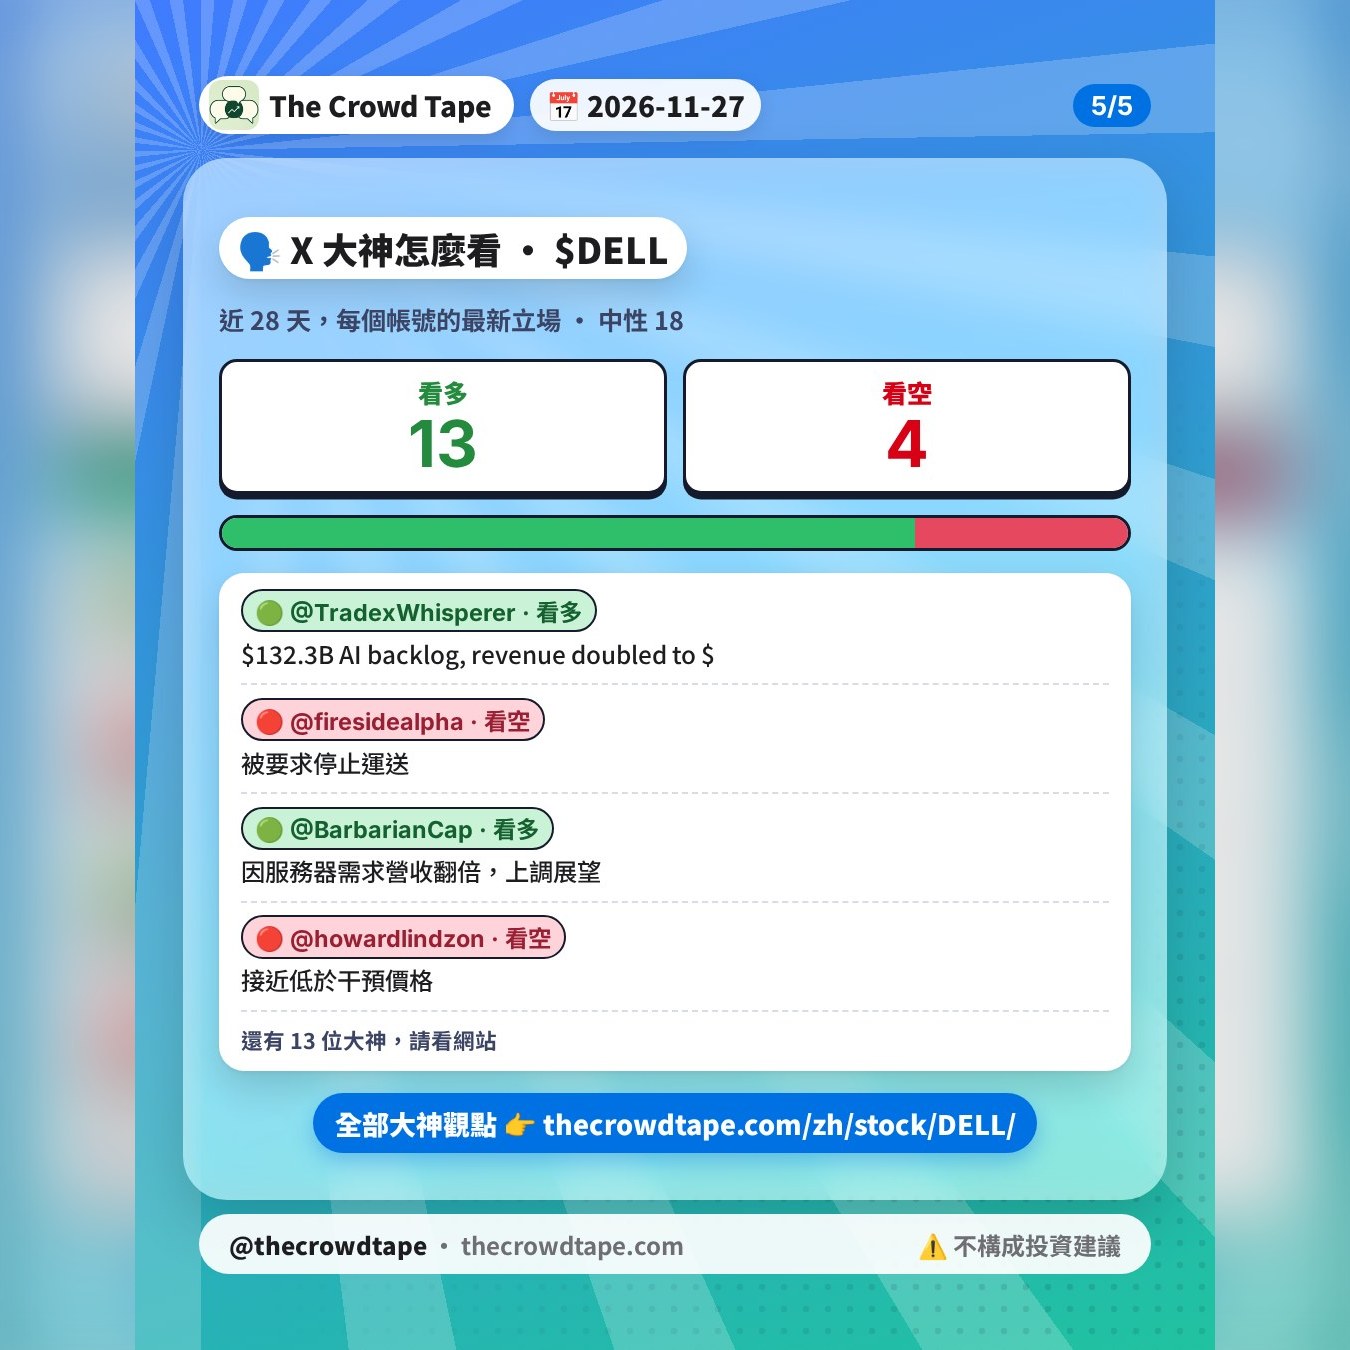 The Crowd Tape
2026-11-27
5/5
X 大神怎麼看 · $DELL
近 28 天，每個帳號的最新立場 · 中性 18
看多
13
看空
4
@TradexWhisperer · 看多
$132.3B AI backlog, revenue doubled to $
@firesidealpha · 看空
被要求停止運送
@BarbarianCap · 看多
因服務器需求營收翻倍，上調展望
@howardlindzon · 看空
接近低於干預價格
還有 13 位大神，請看網站
全部大神觀點 👉 thecrowdtape.com/zh/stock/DELL/
@thecrowdtape · thecrowdtape.com
⚠️ 不構成投資建議